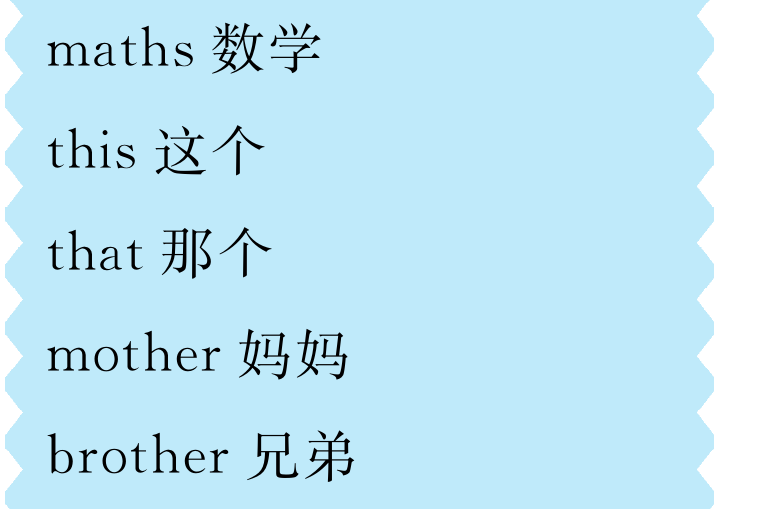 maths 数学
this 这个
that 那个
mother 妈妈
brother 兄弟